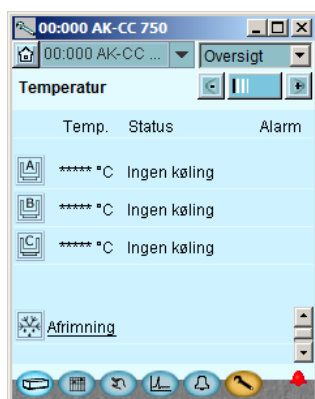 00:000 AK-CC 750
00:000 AK-CC ... Oversigt
Temperatur
Temp. Status Alarm
A ***** °C Ingen køling
B ***** °C Ingen køling
C ***** °C Ingen køling
Afrimning